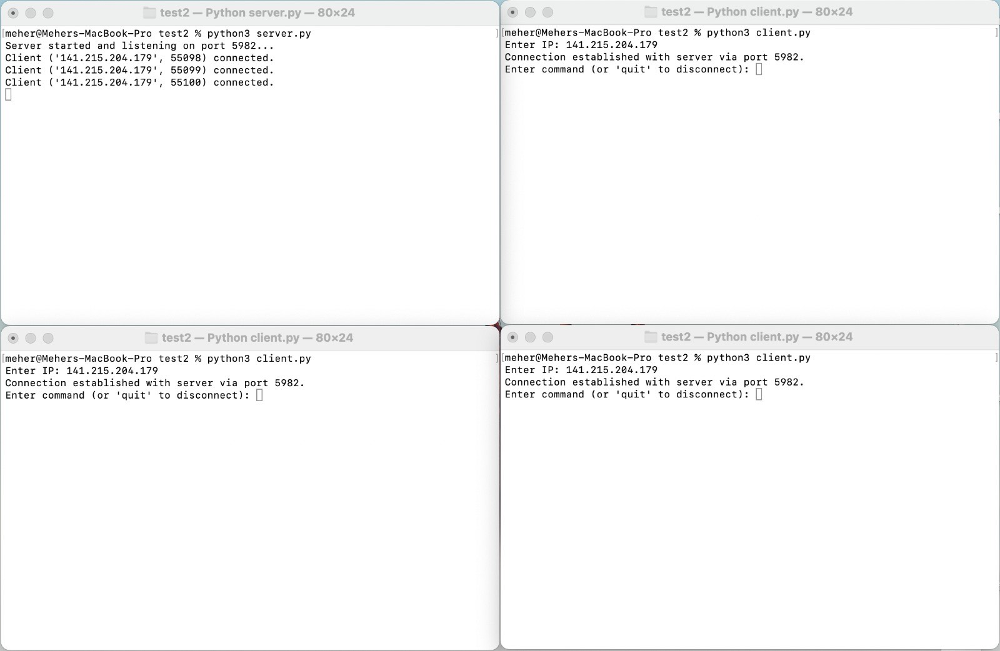 test2 — Python server.py — 80×24
[meher@Mehers-MacBook-Pro test2 % python3 server.py ]
Server started and listening on port 5982...
Client ('141.215.204.179', 55098) connected.
Client ('141.215.204.179', 55099) connected.
Client ('141.215.204.179', 55100) connected.
test2 — Python client.py — 80×24
[meher@Mehers-MacBook-Pro test2 % python3 client.py ]
Enter IP: 141.215.204.179
Connection established with server via port 5982.
Enter command (or 'quit' to disconnect):
test2 — Python client.py — 80×24
[meher@Mehers-MacBook-Pro test2 % python3 client.py ]
Enter IP: 141.215.204.179
Connection established with server via port 5982.
Enter command (or 'quit' to disconnect):
test2 — Python client.py — 80×24
[meher@Mehers-MacBook-Pro test2 % python3 client.py ]
Enter IP: 141.215.204.179
Connection established with server via port 5982.
Enter command (or 'quit' to disconnect):